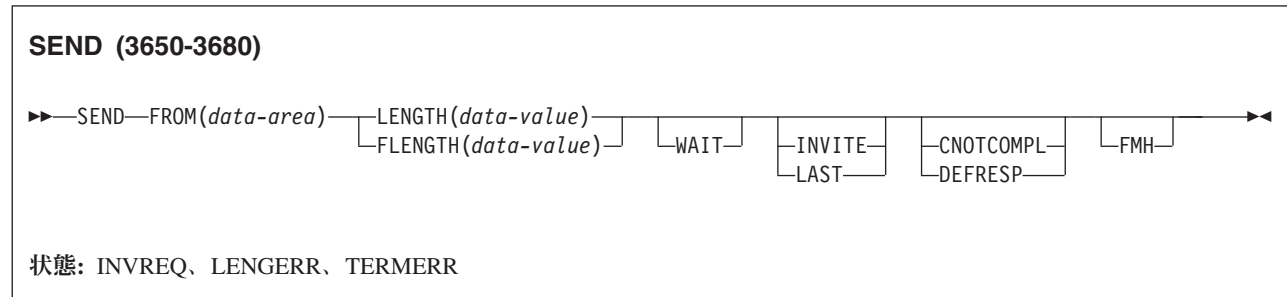 SEND (3650-3680)
SEND FROM(data-area) LENGTH(data-value) WAIT INVITE CNOTCOMPL FMH
FLENGTH(data-value) LAST DEFRESP
状態: INVREQ、LENGERR、TERMERR